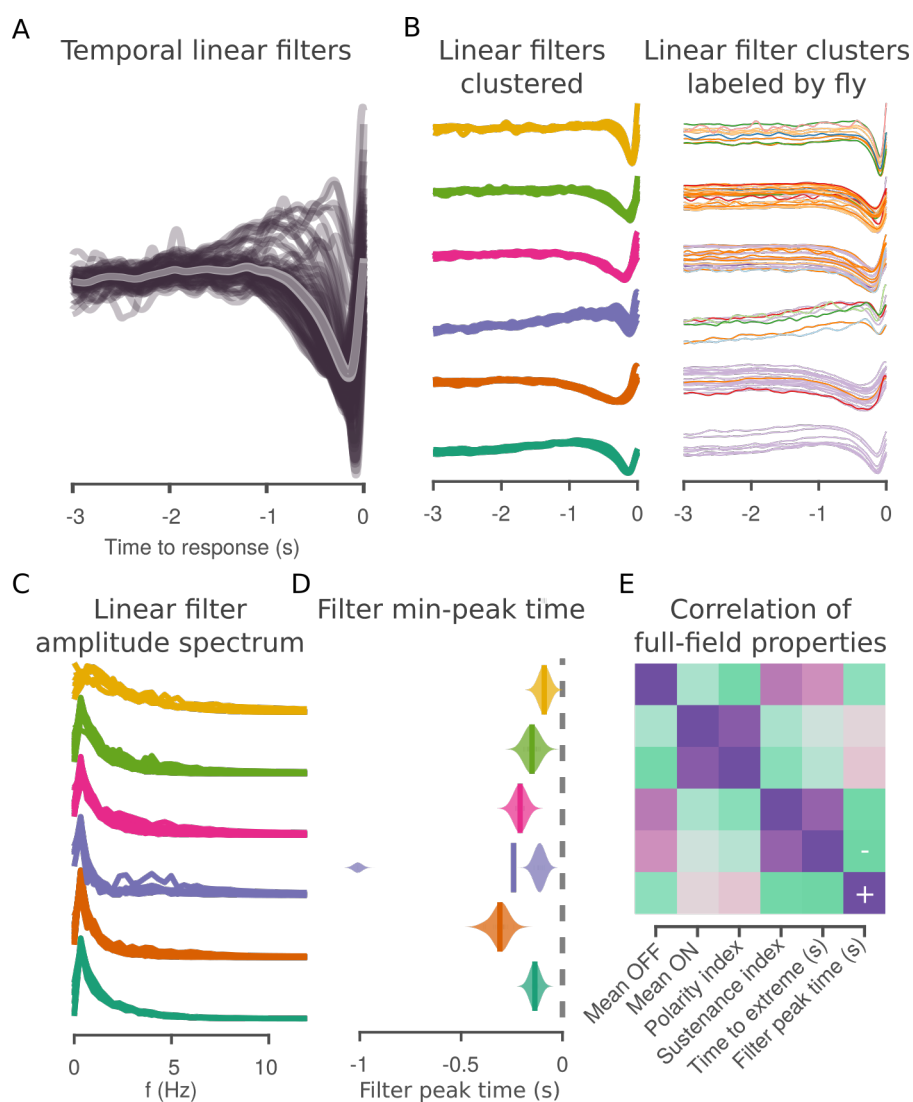 A
Temporal linear filters
-3
-2
-1
0
Time to response (s)
B
Linear filters
clustered
Linear filter clusters
labeled by fly
-3
-2
-1
0
-3
-2
-1
0
C
Linear filter
amplitude spectrum
0
5
10
f (Hz)
D
Filter min-peak time
-1
-0.5
0
Filter peak time (s)
E
Correlation of
full-field properties
-
+
Mean OFF
Mean ON
Polarity index
Sustenance index
Time to extreme (s)
Filter peak time (s)